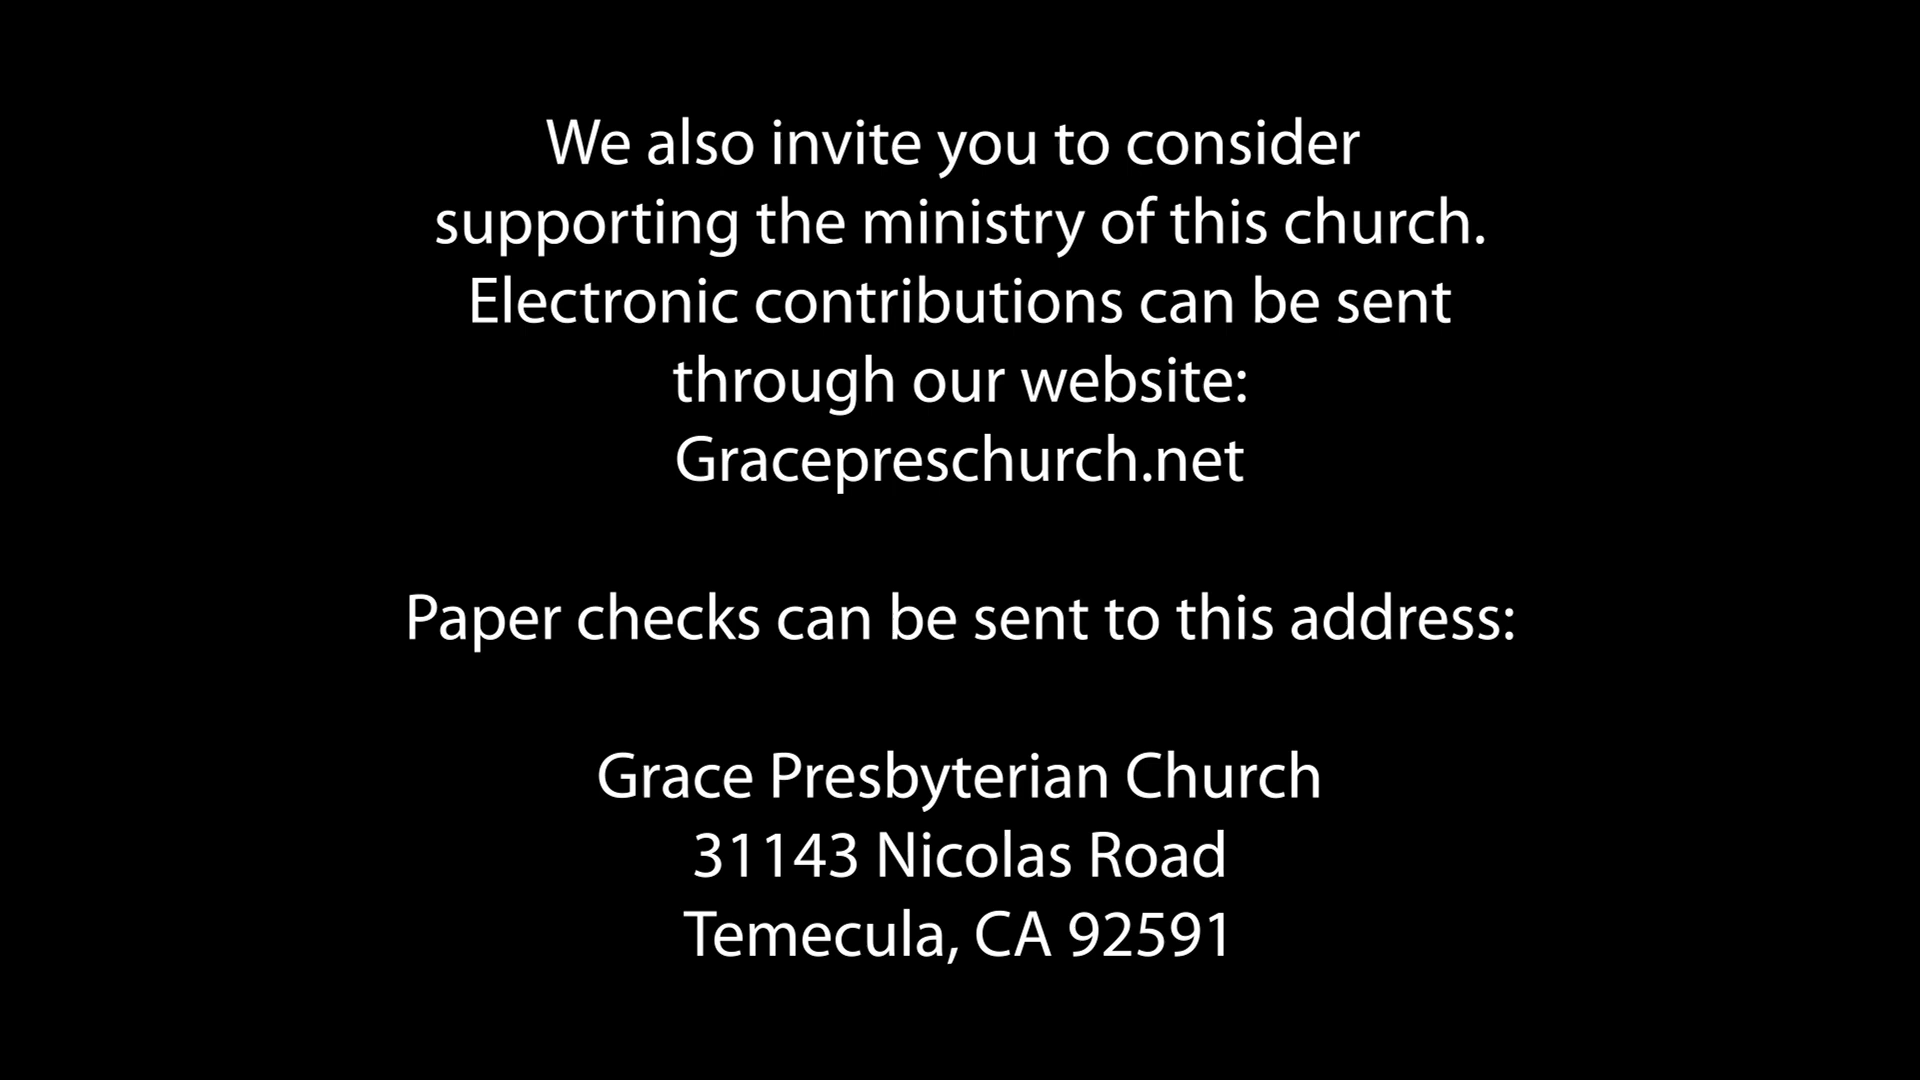 We also invite you to consider
supporting the ministry of this church.
Electronic contributions can be sent
through our website:
Gracepreschurch.net
Paper checks can be sent to this address:
Grace Presbyterian Church
31143 Nicolas Road
Temecula, CA 92591